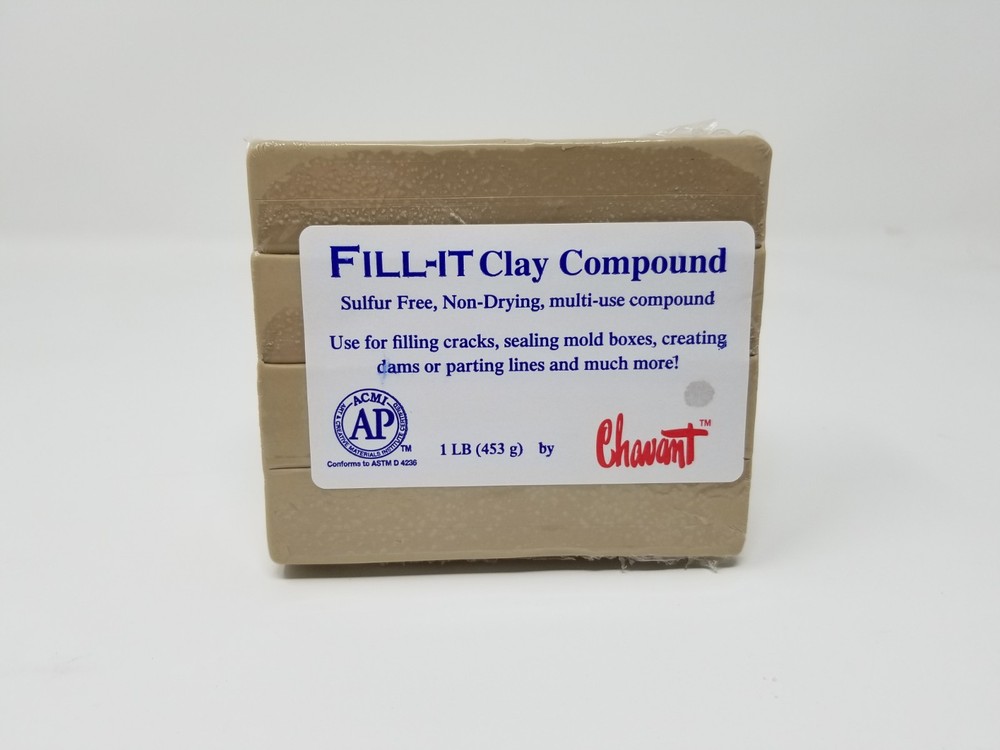 FILL-IT Clay Compound
Sulfur Free, Non-Drying, multi-use compound
Use for filling cracks, sealing mold boxes, creating
dams or parting lines and much more!
ACMI
ART & CREATIVE MATERIALS INSTITUTE CERTIFIED
AP
TM
Conforms to ASTM D 4236
1 LB (453 g) by
Chavant TM